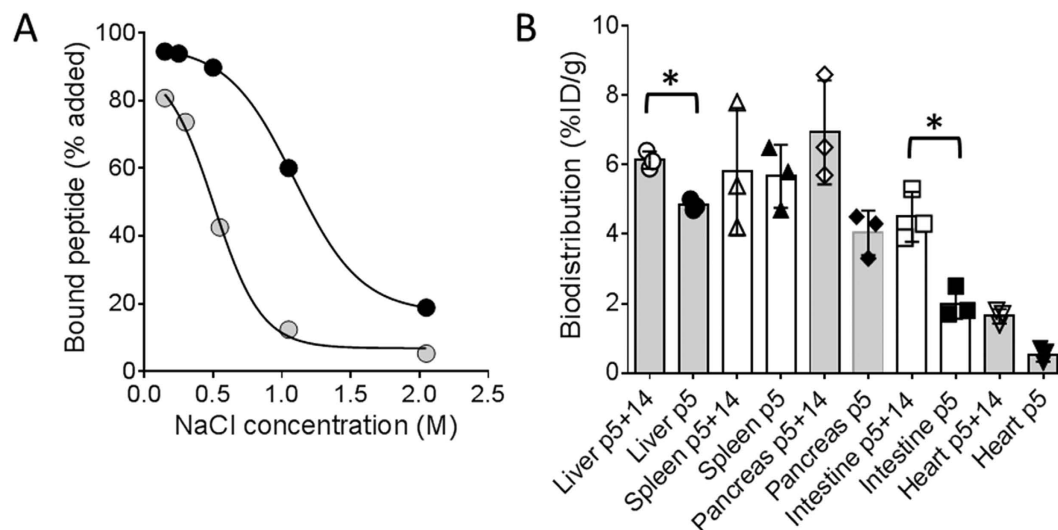 A
Bound peptide (% added)
100
80
60
40
20
0
0.0 0.5 1.0 1.5 2.0 2.5
NaCl concentration (M)
B
Biodistribution (%ID/g)
8
6
4
2
0
*
*
Liver p5+14
Liver p5
Spleen p5+14
Spleen p5
Pancreas p5+14
Pancreas p5
Intestine p5+14
Intestine p5
Heart p5+14
Heart p5